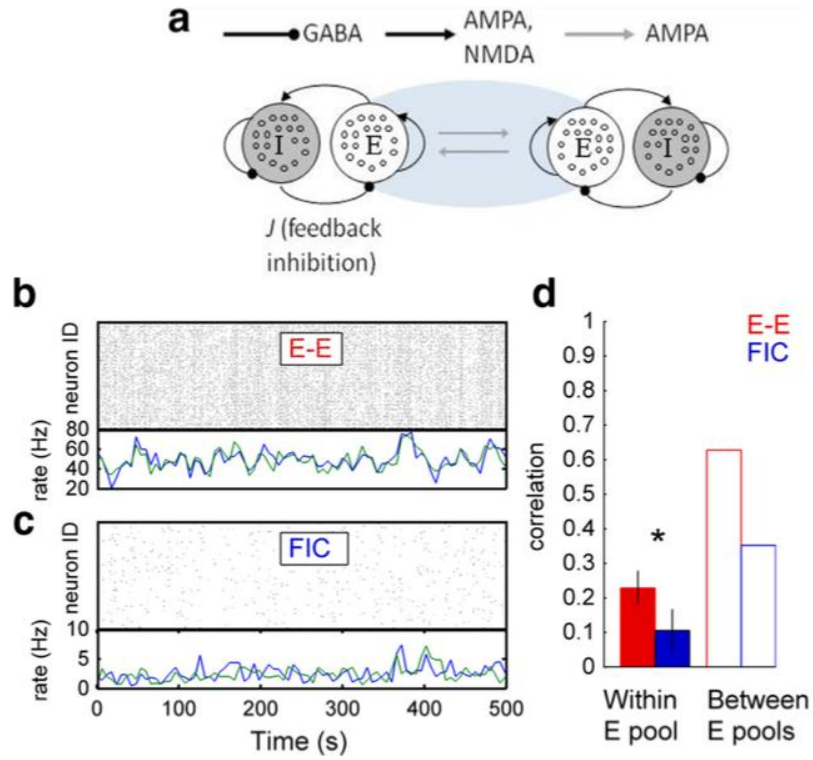 a
GABA
AMPA,
NMDA
AMPA
I
E
E
I
J (feedback
inhibition)
b
neuron ID
E-E
rate (Hz)
80
60
40
20
c
neuron ID
FIC
rate (Hz)
10
5
0
0 100 200 300 400 500
Time (s)
d
E-E
FIC
correlation
1
0.9
0.8
0.7
0.6
0.5
0.4
0.3
0.2
0.1
0
*
Within
E pool
Between
E pools